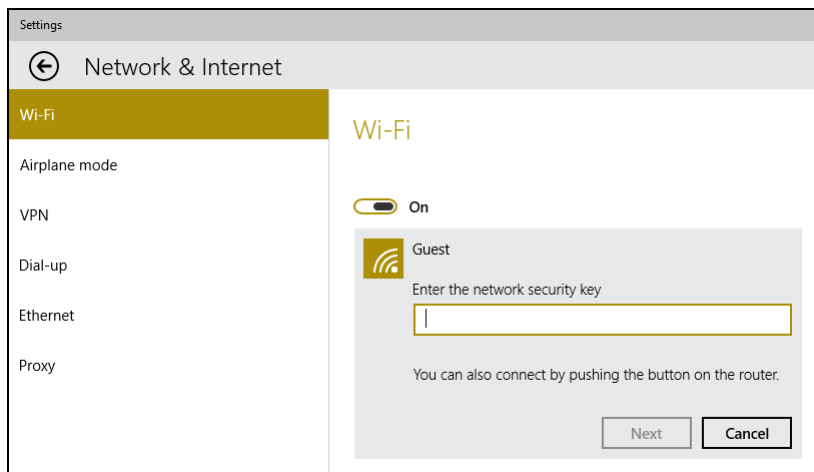 Settings
Network & Internet
Wi-Fi
Airplane mode
VPN
Dial-up
Ethernet
Proxy
Wi-Fi
On
Guest
Enter the network security key
You can also connect by pushing the button on the router.
Next
Cancel